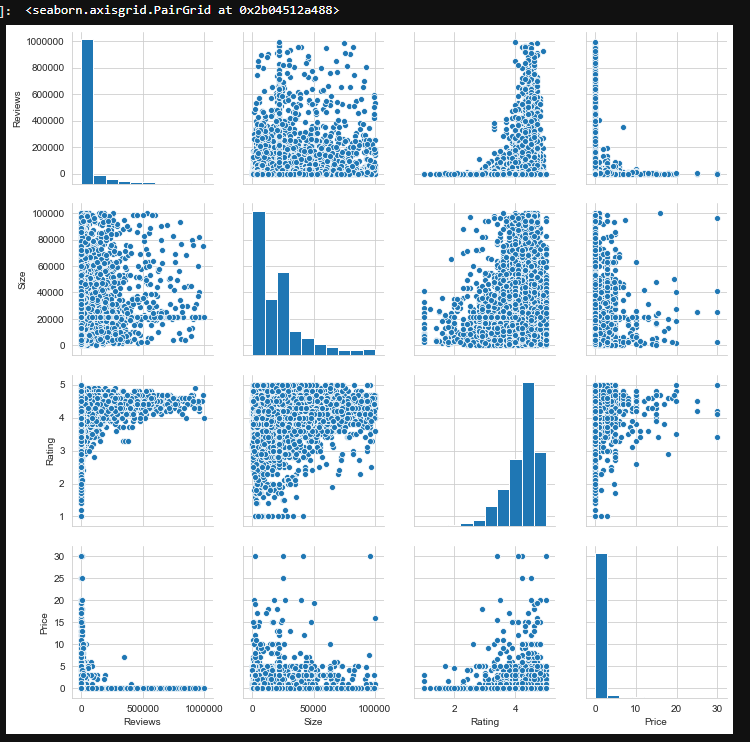 ]: <seaborn.axisgrid.PairGrid at 0x2b04512a488>
1000000
800000
600000
400000
200000
0
Reviews
100000
80000
60000
40000
20000
0
Size
5
4
3
2
1
Rating
30
25
20
15
10
5
0
Price
0 500000 1000000
Reviews
0 50000 100000
Size
2 4
Rating
0 10 20 30
Price